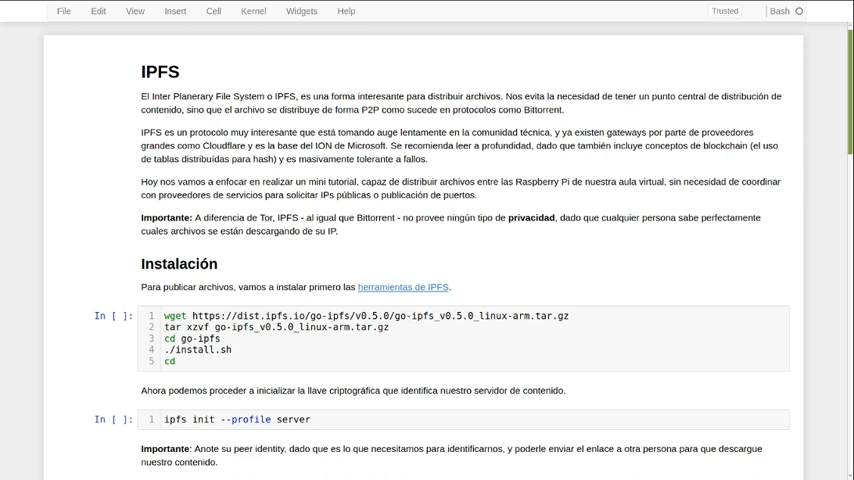 File Edit View Insert Cell Kernel Widgets Help Trusted Bash
IPFS
El Inter Planerary File System o IPFS, es una forma interesante para distribuir archivos. Nos evita la necesidad de tener un punto central de distribución de
contenido, sino que el archivo se distribuye de forma P2P como sucede en protocolos como Bittorrent.
IPFS es un protocolo muy interesante que está tomando auge lentamente en la comunidad técnica, y ya existen gateways por parte de proveedores
grandes como Cloudflare y es la base del ION de Microsoft. Se recomienda leer a profundidad, dado que también incluye conceptos de blockchain (el uso
de tablas distribuídas para hash) y es masivamente tolerante a fallos.
Hoy nos vamos a enfocar en realizar un mini tutorial, capaz de distribuir archivos entre las Raspberry Pi de nuestra aula virtual, sin necesidad de coordinar
con proveedores de servicios para solicitar IPs públicas o publicación de puertos.
Importante: A diferencia de Tor, IPFS - al igual que Bittorrent - no provee ningún tipo de privacidad, dado que cualquier persona sabe perfectamente
cuales archivos se están descargando de su IP.
Instalación
Para publicar archivos, vamos a instalar primero las herramientas de IPFS.
In [ ]: 1 wget https://dist.ipfs.io/go-ipfs/v0.5.0/go-ipfs_v0.5.0_linux-arm.tar.gz
2 tar xzvf go-ipfs_v0.5.0_linux-arm.tar.gz
3 cd go-ipfs
4 ./install.sh
5 cd
Ahora podemos proceder a inicializar la llave criptográfica que identifica nuestro servidor de contenido.
In [ ]: 1 ipfs init --profile server
Importante: Anote su peer identity, dado que es lo que necesitamos para identificarnos, y poderle enviar el enlace a otra persona para que descargue
nuestro contenido.